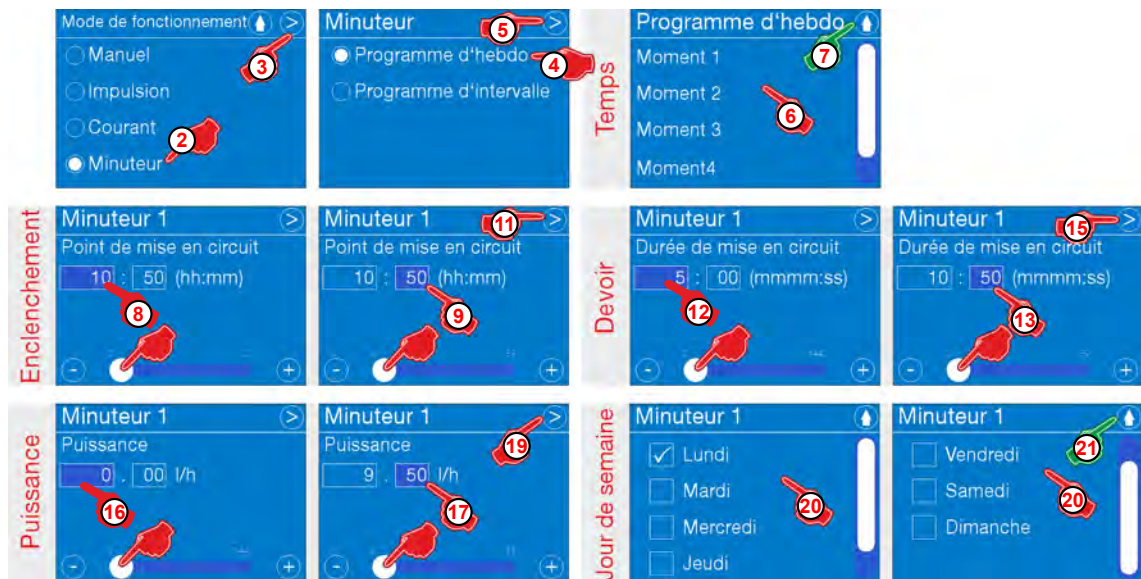 Mode de fonctionnement
Manuel
Impulsion
Courant
Minuteur
2
3
Minuteur
Programme d'hebdo
Programme d'intervalle
5
4
Temps
Programme d'hebdo
Moment 1
Moment 2
Moment 3
Moment4
7
6
Enclenchement
Minuteur 1
Point de mise en circuit
10 : 50 (hh:mm)
8
- +
Minuteur 1
Point de mise en circuit
10 : 50 (hh:mm)
11
9
- +
Devoir
Minuteur 1
Durée de mise en circuit
5 : 00 (mmmm:ss)
12
- +
Minuteur 1
Durée de mise en circuit
10 : 50 (mmmm:ss)
15
13
- +
Puissance
Minuteur 1
Puissance
0 . 00 l/h
16
- +
Minuteur 1
Puissance
9 . 50 l/h
19
17
- +
Jour de semaine
Minuteur 1
Lundi
Mardi
Mercredi
Jeudi
20
Minuteur 1
Vendredi
Samedi
Dimanche
21
20